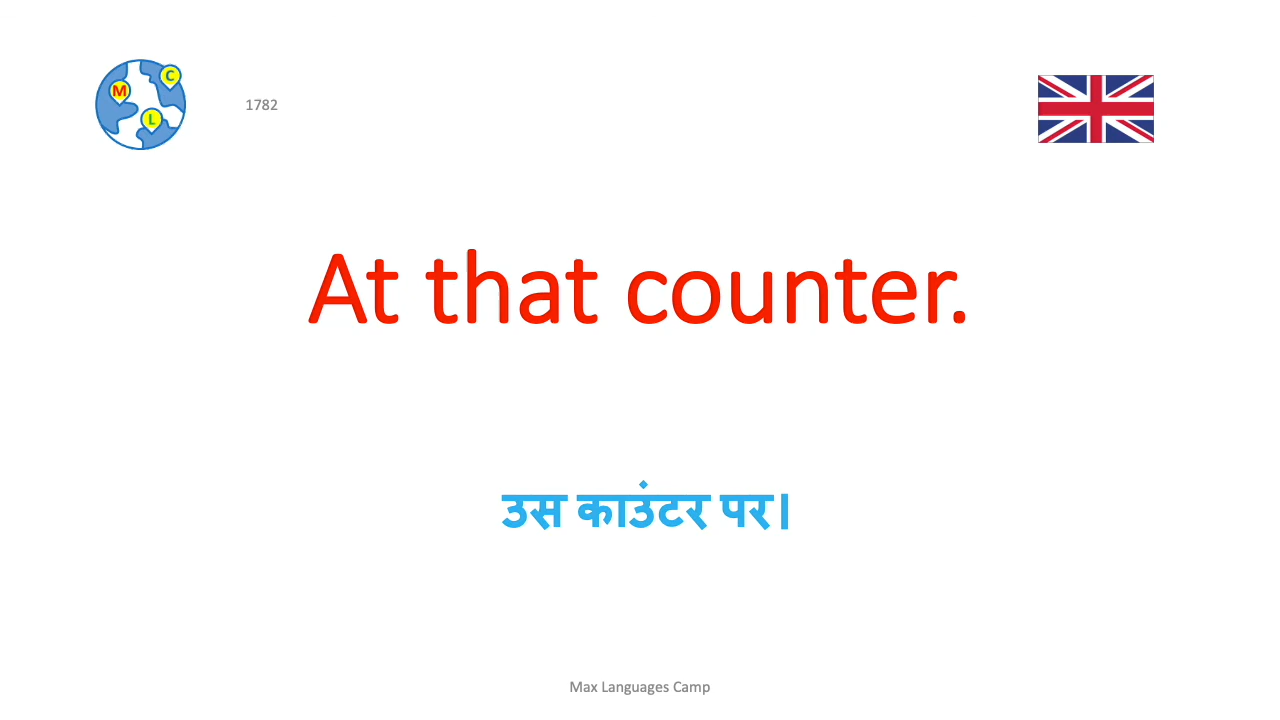 M
C
L
1782
At that counter.
उस काउंटर पर।
Max Languages Camp